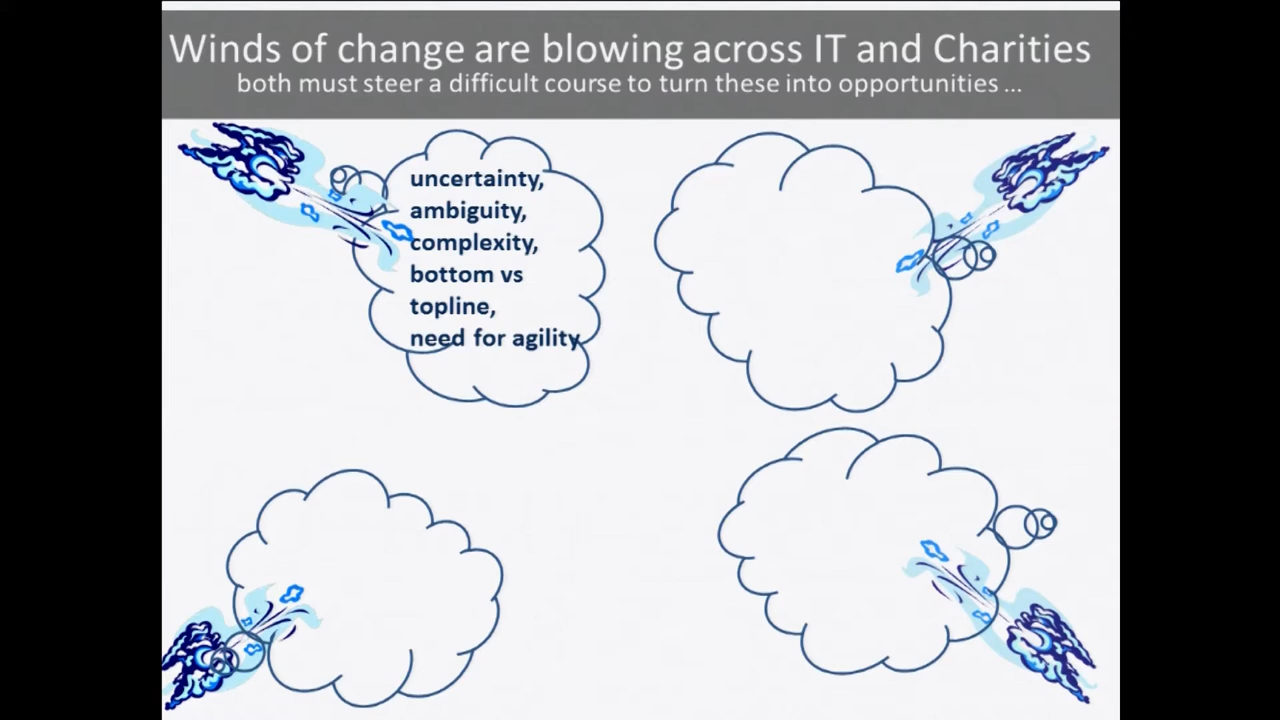 Winds of change are blowing across IT and Charities
both must steer a difficult course to turn these into opportunities ...
uncertainty,
ambiguity,
complexity,
bottom vs
topline,
need for agility